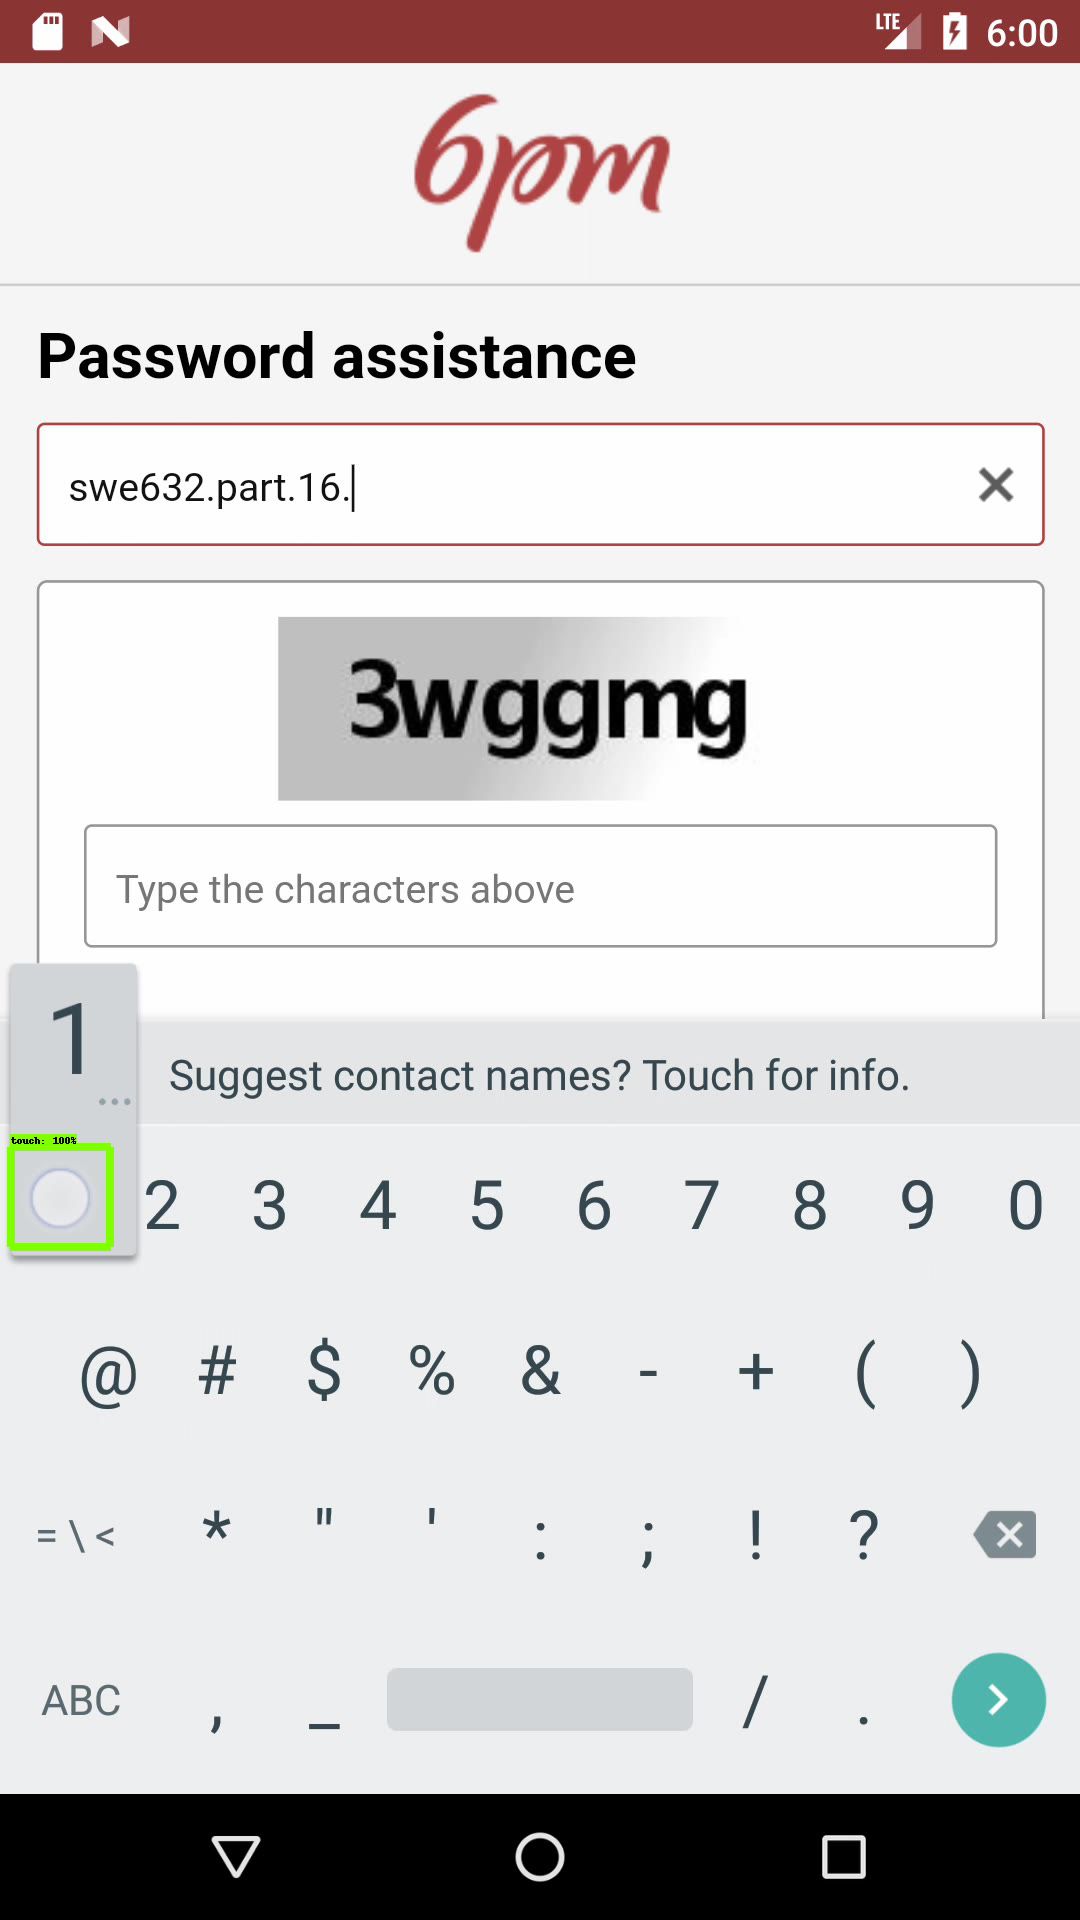 LTE 6:00
6pm
Password assistance
swe632.part.16.
3wggmg
Type the characters above
1
...
Suggest contact names? Touch for info.
touch: 100%
2 3 4 5 6 7 8 9 0
@ # $ % & - + ( )
= \ < * " ' : ; ! ?
ABC , _ / .